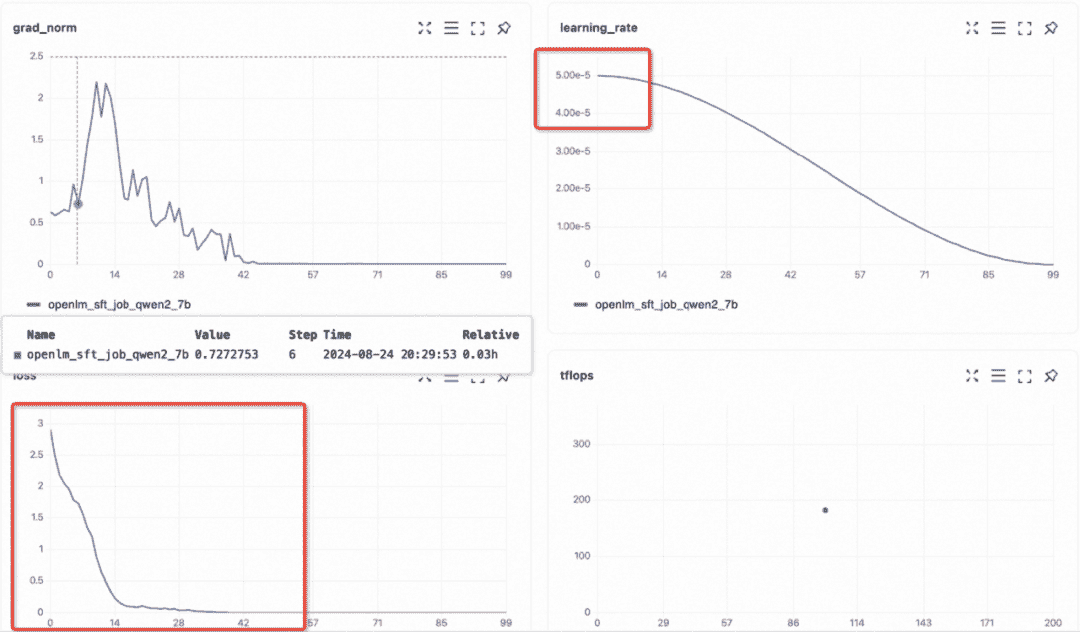 grad_norm
2.5
2
1.5
1
0.5
0
0 14 28 42 57 71 85 99
openlm_sft_job_qwen2_7b
learning_rate
5.00e-5
4.00e-5
3.00e-5
2.00e-5
1.00e-5
0
0 14 28 42 57 71 85 99
openlm_sft_job_qwen2_7b
Name Value Step Time Relative
openlm_sft_job_qwen2_7b 0.7272753 6 2024-08-24 20:29:53 0.03h
loss
3
2.5
2
1.5
1
0.5
0
0 14 28 57 71 85 99
tflops
300
200
100
0
0 29 57 86 114 143 171 200